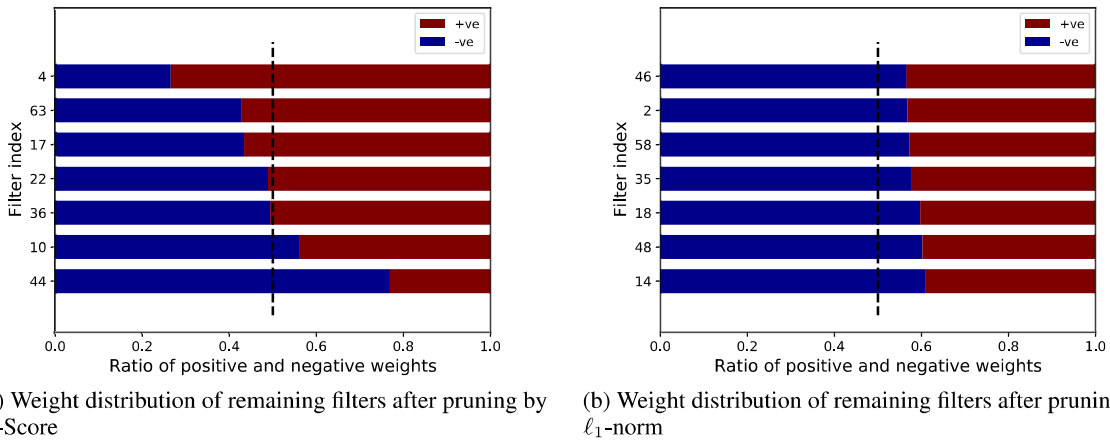 +ve
-ve
4
63
17
22
36
10
44
Filter index
0.0 0.2 0.4 0.6 0.8 1.0
Ratio of positive and negative weights
) Weight distribution of remaining filters after pruning by
-Score
+ve
-ve
46
2
58
35
18
48
14
Filter index
0.0 0.2 0.4 0.6 0.8 1.0
Ratio of positive and negative weights
(b) Weight distribution of remaining filters after prunin
ℓ₁-norm